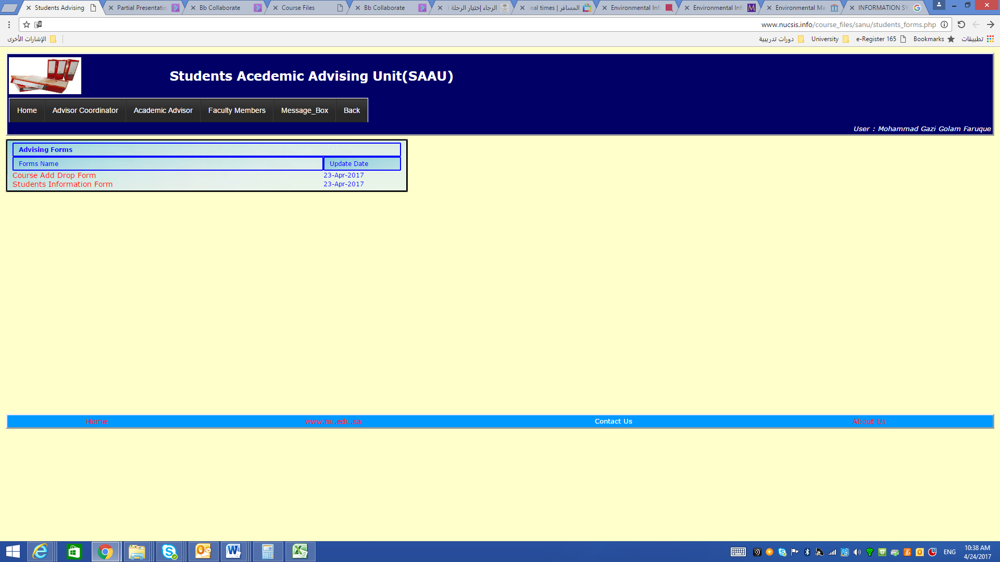 Students Advising
Partial Presentatio
Bb Collaborate
Course Files
Bb Collaborate
الرجاء إختيار الرحلة
eal times | المسافر
Environmental Inf
Environmental Inf
Environmental Ma
INFORMATION SY
www.nucsis.info/course_files/sanu/students_forms.php
الإشارات الأخرى
دورات تدريبية
University
e-Register 165
Bookmarks
تطبيقات
Students Acedemic Advising Unit(SAAU)
Home
Advisor Coordinator
Academic Advisor
Faculty Members
Message_Box
Back
User : Mohammad Gazi Golam Faruque
Advising Forms
Forms Name Update Date
Course Add Drop Form 23-Apr-2017
Students Information Form 23-Apr-2017
Home
www.nu.edu.sa
Contact Us
About Us
ENG
10:38 AM
4/24/2017